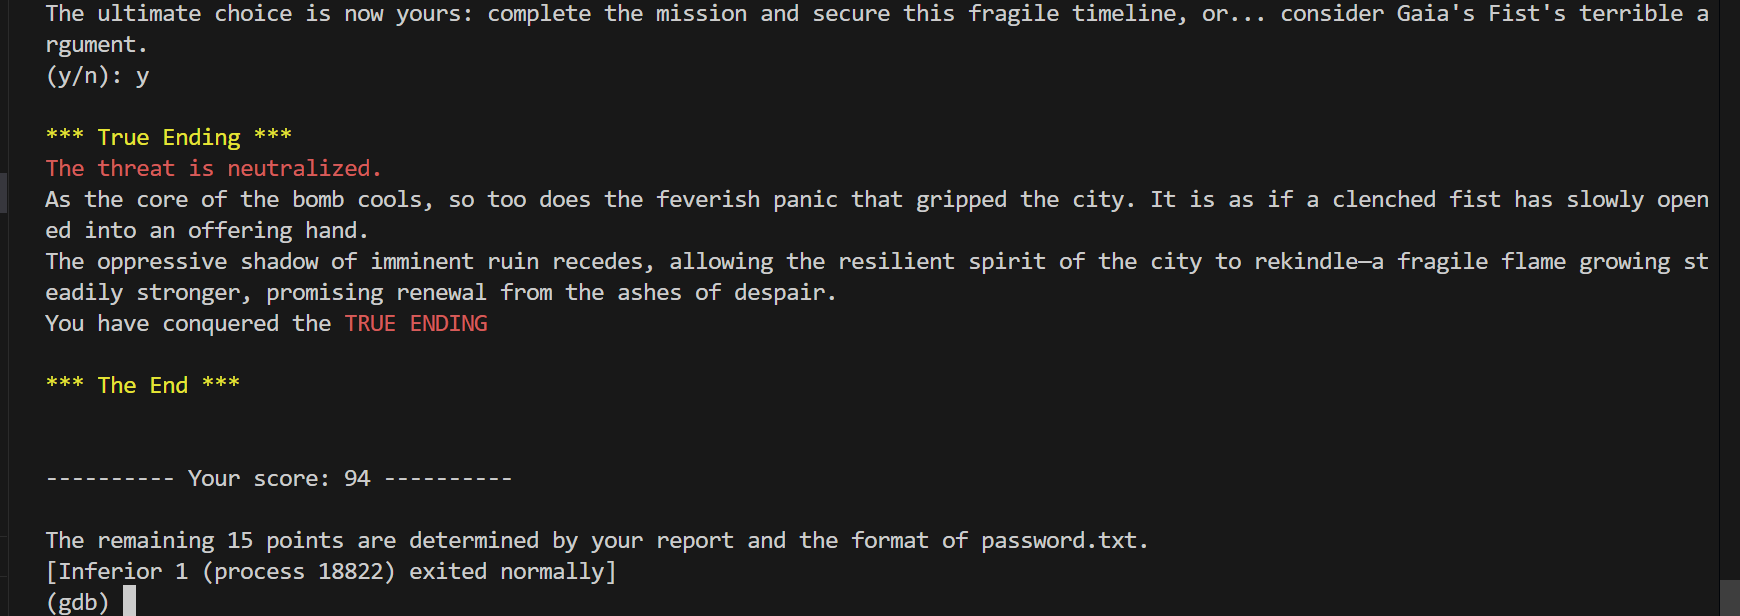 The ultimate choice is now yours: complete the mission and secure this fragile timeline, or... consider Gaia's Fist's terrible a
rgument.
(y/n): y
*** True Ending ***
The threat is neutralized.
As the core of the bomb cools, so too does the feverish panic that gripped the city. It is as if a clenched fist has slowly open
ed into an offering hand.
The oppressive shadow of imminent ruin recedes, allowing the resilient spirit of the city to rekindle—a fragile flame growing st
eadily stronger, promising renewal from the ashes of despair.
You have conquered the TRUE ENDING
*** The End ***
---------- Your score: 94 ----------
The remaining 15 points are determined by your report and the format of password.txt.
[Inferior 1 (process 18822) exited normally]
(gdb)